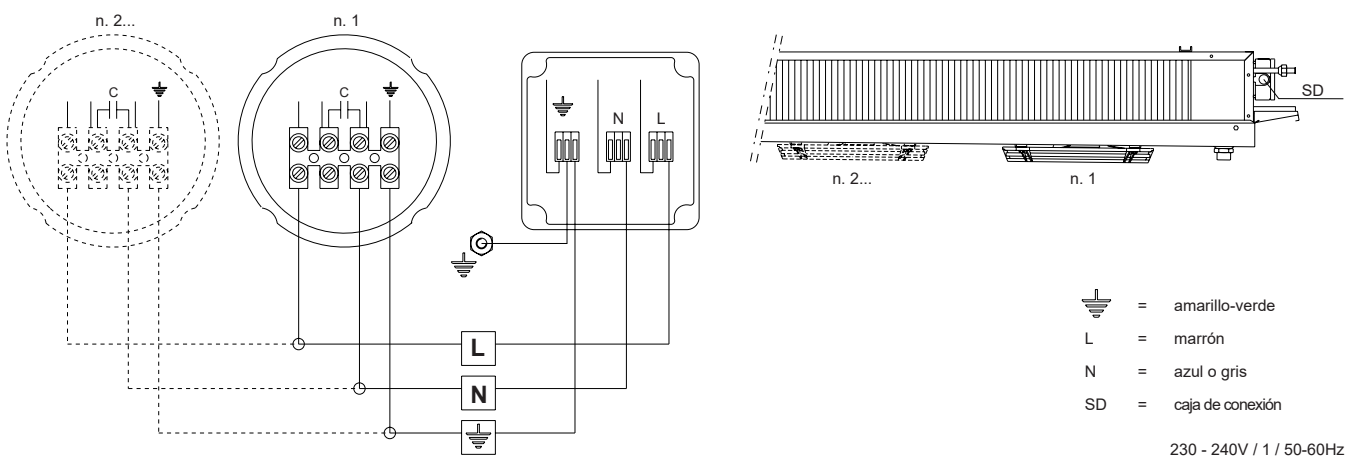 n. 2...
n. 1
C
C
N
L
L
N
SD
n. 2...
n. 1
= amarillo-verde
L = marrón
N = azul o gris
SD = caja de conexión
230 - 240V / 1 / 50-60Hz